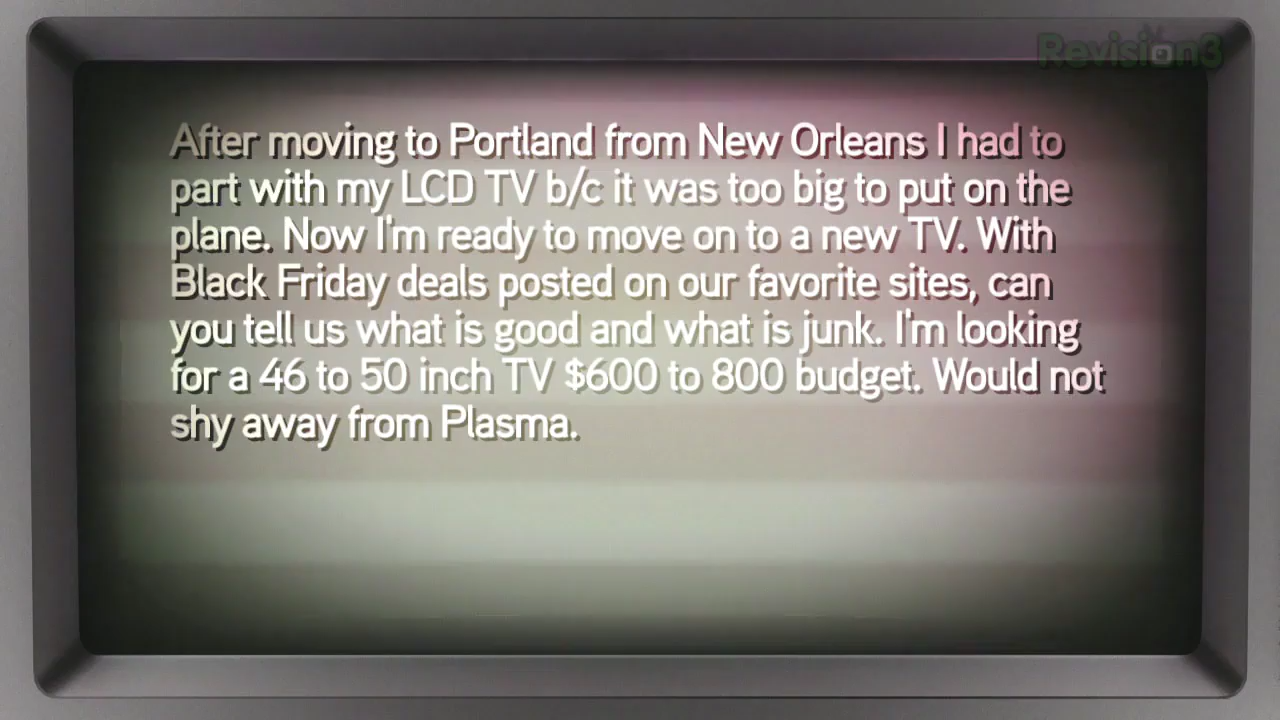 Revision3
After moving to Portland from New Orleans I had to
part with my LCD TV b/c it was too big to put on the
plane. Now I'm ready to move on to a new TV. With
Black Friday deals posted on our favorite sites, can
you tell us what is good and what is junk. I'm looking
for a 46 to 50 inch TV $600 to 800 budget. Would not
shy away from Plasma.